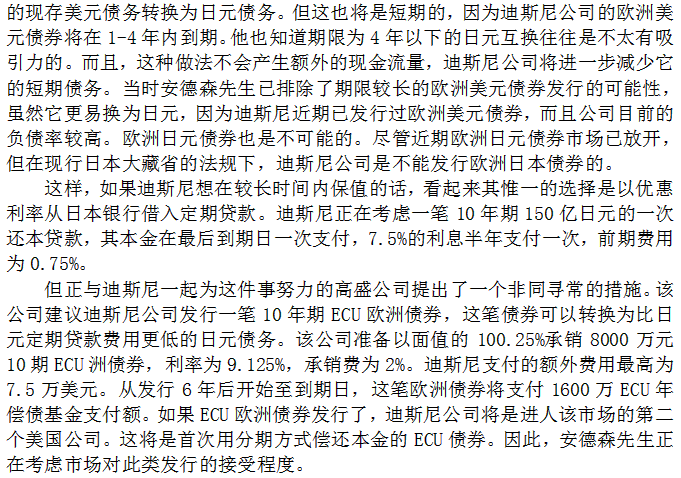 的现存美元债务转换为日元债务。但这也将是短期的，因为迪斯尼公司的欧洲美
元债券将在 1-4 年内到期。他也知道期限为 4 年以下的日元互换往往是不太有吸
引力的。而且，这种做法不会产生额外的现金流量，迪斯尼公司将进一步减少它
的短期债务。当时安德森先生已排除了期限较长的欧洲美元债券发行的可能性，
虽然它更易换为日元，因为迪斯尼近期已发行过欧洲美元债券，而且公司目前的
负债率较高。欧洲日元债券也是不可能的。尽管近期欧洲日元债券市场已放开，
但在现行日本大藏省的法规下，迪斯尼公司是不能发行欧洲日本债券的。
这样，如果迪斯尼想在较长时间内保值的话，看起来其惟一的选择是以优惠
利率从日本银行借入定期贷款。迪斯尼正在考虑一笔 10 年期 150 亿日元的一次
还本贷款，其本金在最后到期日一次支付，7.5%的利息半年支付一次，前期费用
为 0.75%。
但正与迪斯尼一起为这件事努力的高盛公司提出了一个非同寻常的措施。该
公司建议迪斯尼公司发行一笔 10 年期 ECU 欧洲债券，这笔债券可以转换为比日
元定期贷款费用更低的日元债务。该公司准备以面值的 100.25%承销 8000 万元
10 期 ECU 洲债券，利率为 9.125%，承销费为 2%。迪斯尼支付的额外费用最高为
7.5 万美元。从发行 6 年后开始至到期日，这笔欧洲债券将支付 1600 万 ECU 年
偿债基金支付额。如果 ECU 欧洲债券发行了，迪斯尼公司将是进人该市场的第二
个美国公司。这将是首次用分期方式偿还本金的 ECU 债券。因此，安德森先生正
在考虑市场对此类发行的接受程度。